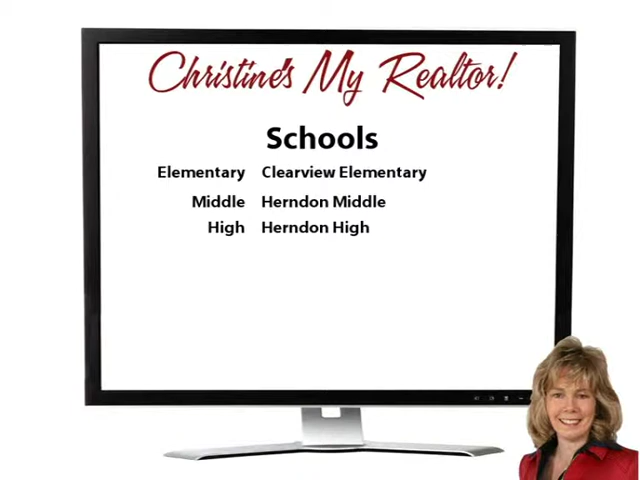 Christine's My Realtor!
Schools
Elementary Clearview Elementary
Middle Herndon Middle
High Herndon High